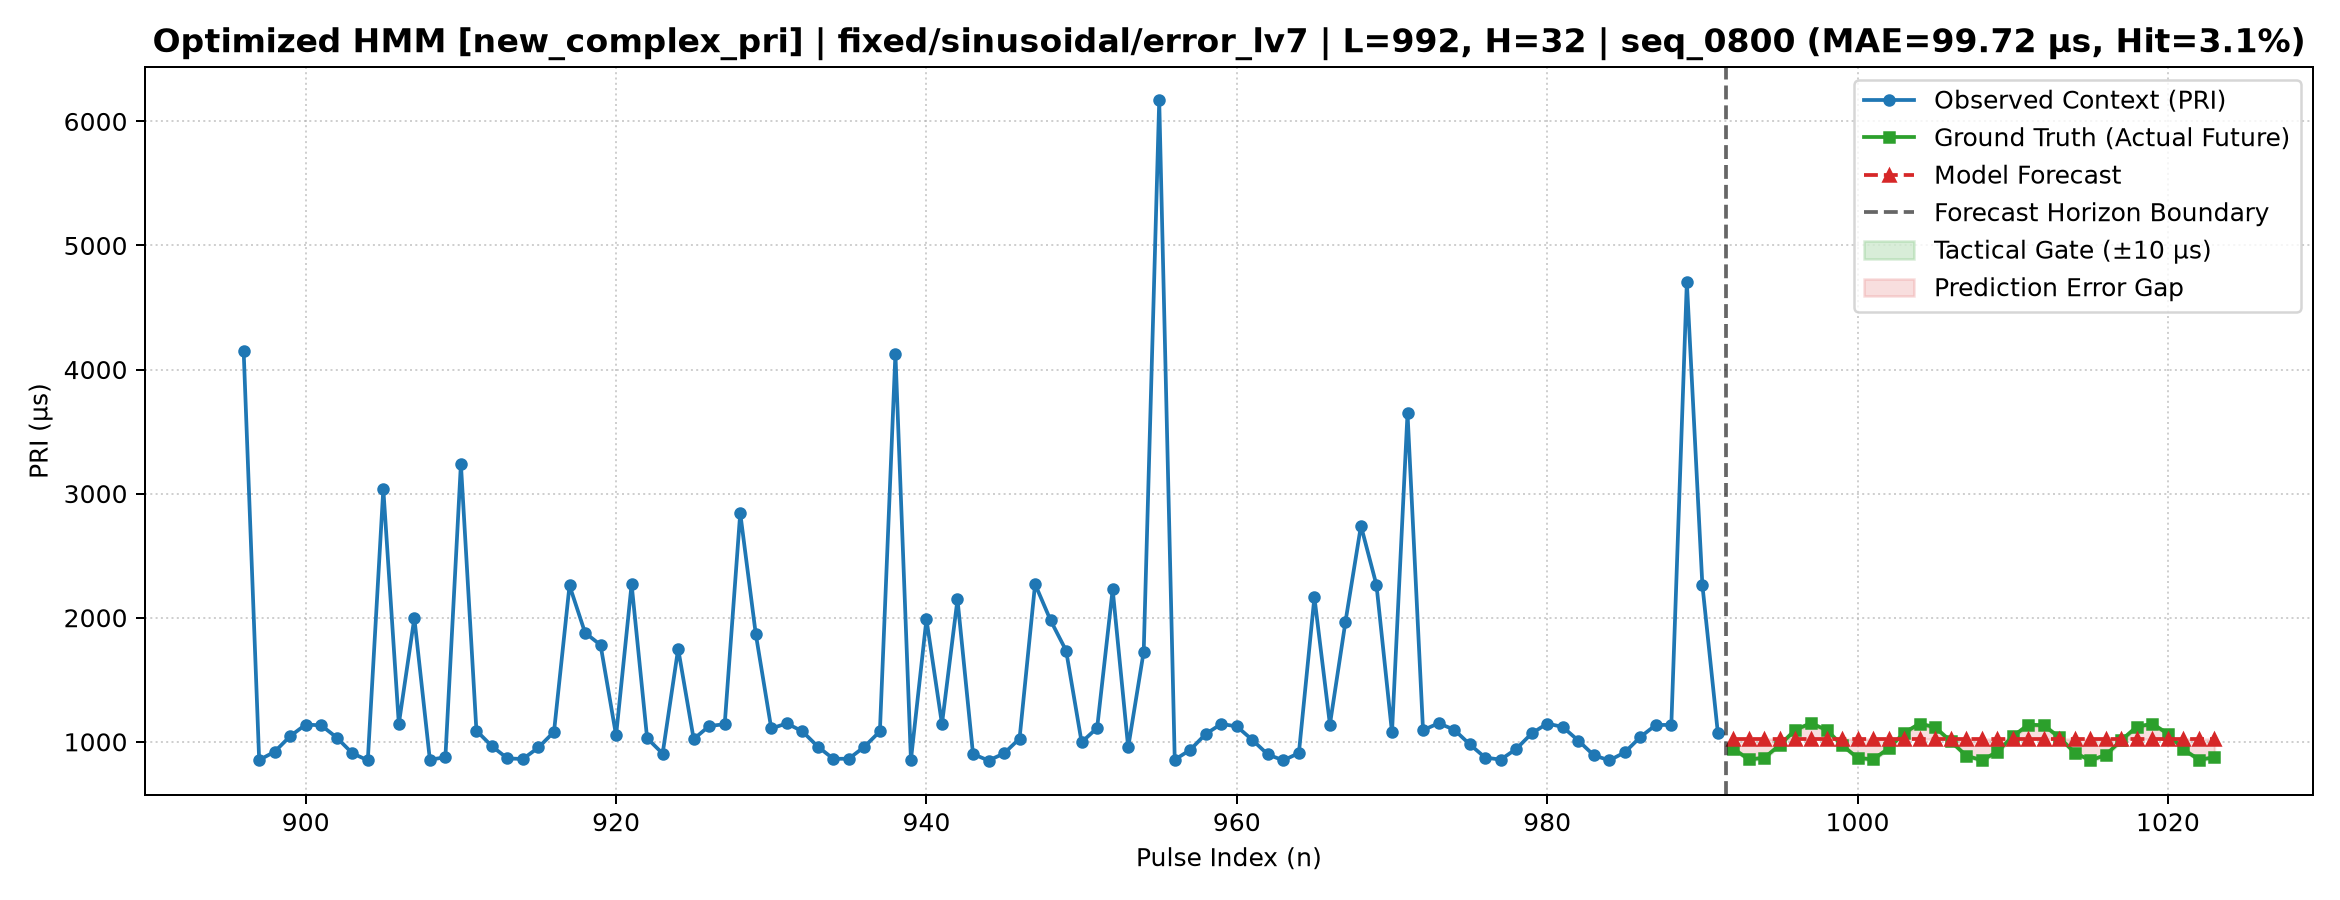 Optimized HMM [new_complex_pri] | fixed/sinusoidal/error_lv7 | L=992, H=32 | seq_0800 (MAE=99.72 µs, Hit=3.1%)
Observed Context (PRI)
Ground Truth (Actual Future)
Model Forecast
Forecast Horizon Boundary
Tactical Gate (±10 µs)
Prediction Error Gap
PRI (µs)
6000
5000
4000
3000
2000
1000
900
920
940
960
980
1000
1020
Pulse Index (n)